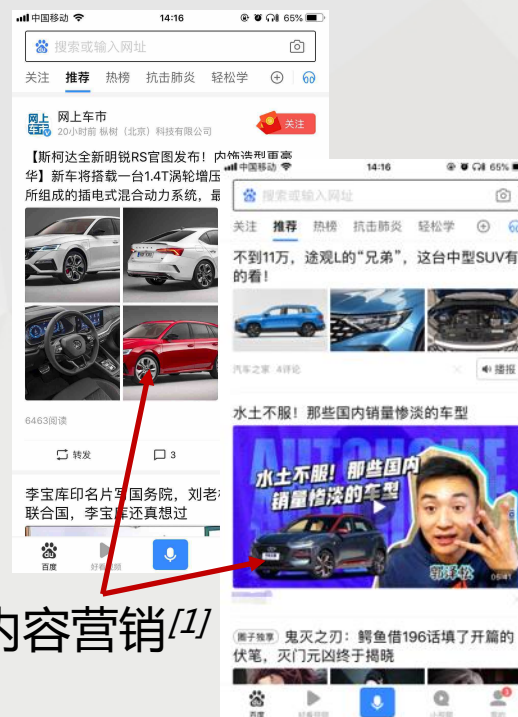 中国移动 14:16 65%
搜索或输入网址
关注 推荐 热榜 抗击肺炎 轻松学
网上车市
网上车市
20小时前 枞树（北京）科技有限公司
关注
【斯柯达全新明锐RS官图发布！内饰造型更豪
华】新车将搭载一台1.4T涡轮增压
所组成的插电式混合动力系统，最
6463阅读
转发 3
李宝库印名片写国务院，刘老
联合国，李宝库还真想过
百度 好看视频
中国移动 14:16 65%
搜索或输入网址
关注 推荐 热榜 抗击肺炎 轻松学
不到11万，途观L的“兄弟”，这台中型SUV有
的看！
汽车之家 4评论 播报
水土不服！那些国内销量惨淡的车型
AUTOHOME
水土不服！那些国内
销量惨淡的车型
郭泽松
05:41
圈子独享 鬼灭之刃：鳄鱼借196话填了开篇的
伏笔，灭门元凶终于揭晓
百度 好看视频 小视频
内容营销[1]